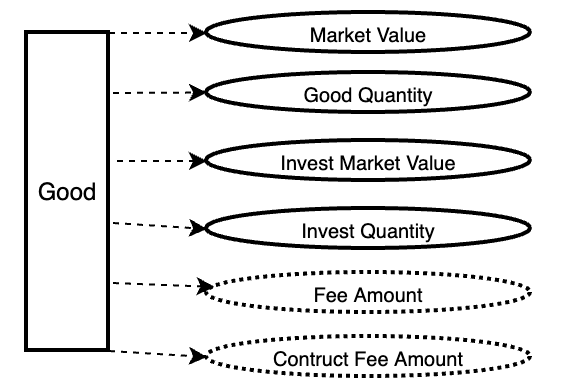 Good
Market Value
Good Quantity
Invest Market Value
Invest Quantity
Fee Amount
Contruct Fee Amount